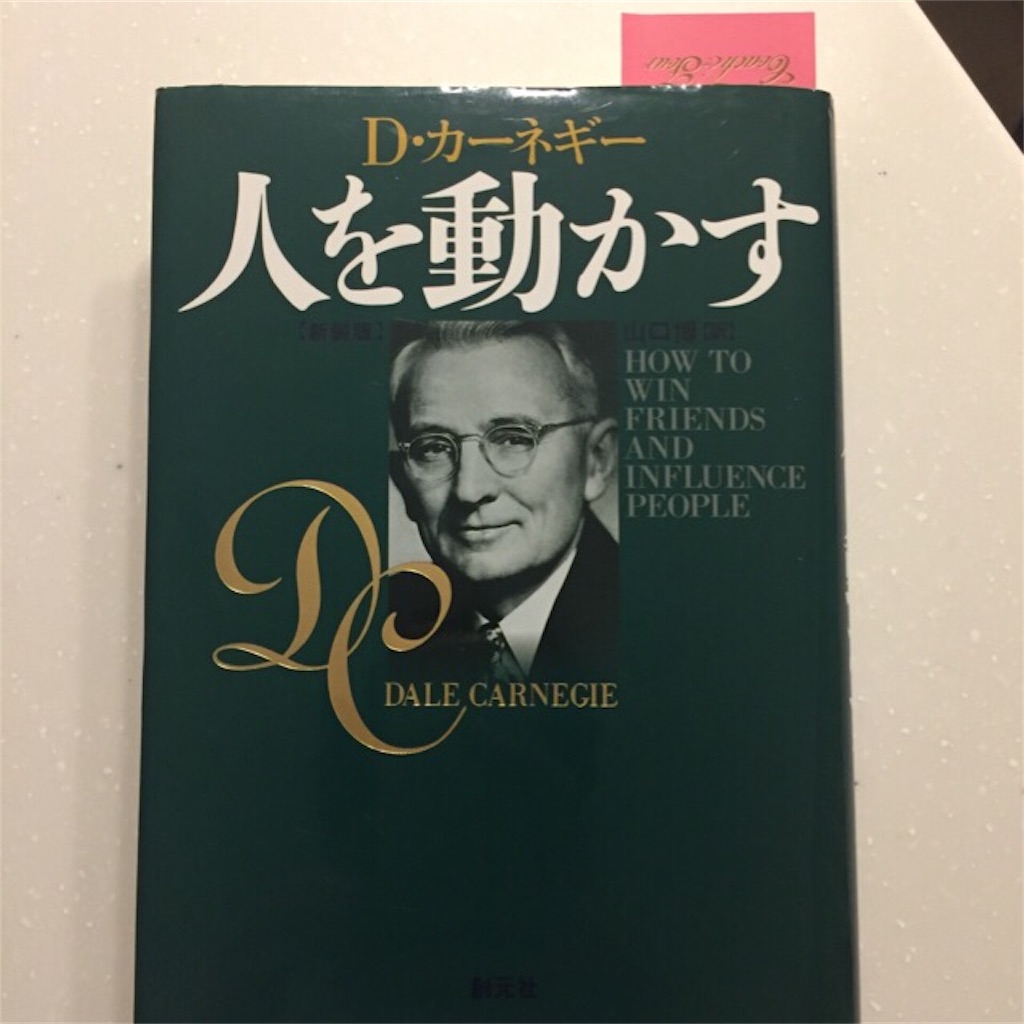 D・カーネギー
人を動かす
【新装版】
山口博【訳】
HOW TO
WIN
FRIENDS
AND
INFLUENCE
PEOPLE
DC
DALE CARNEGIE
創元社